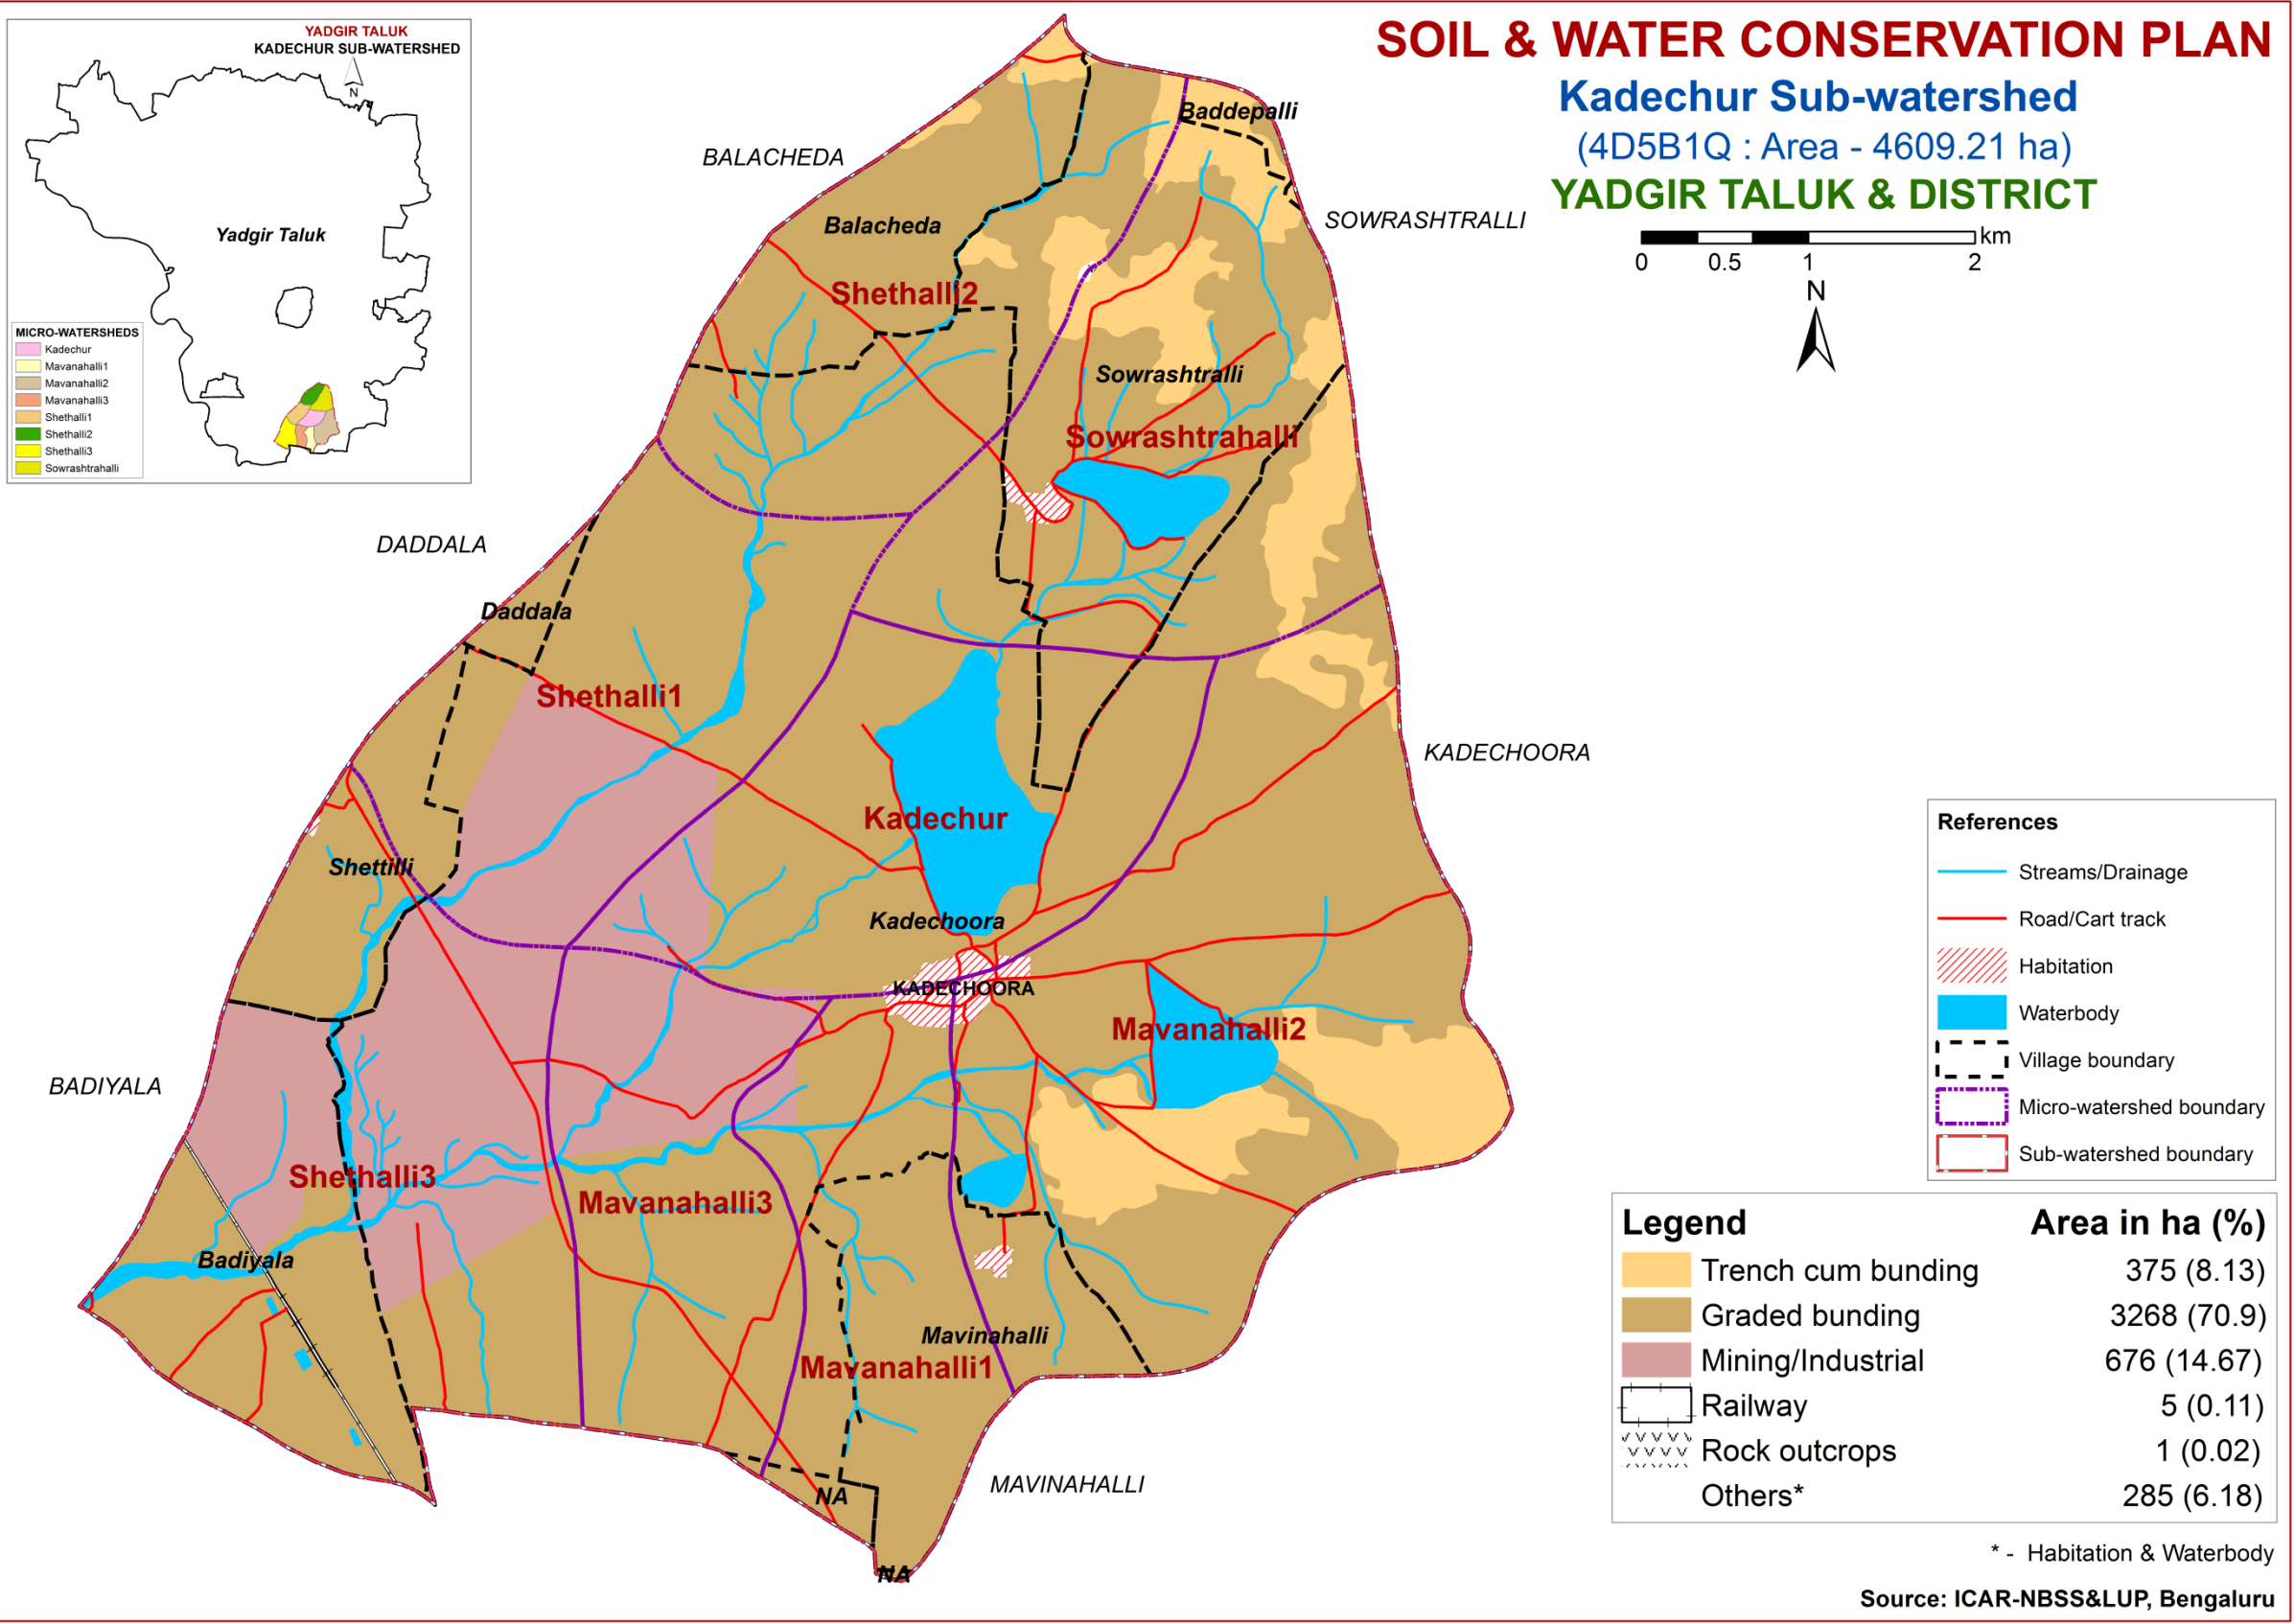 YADGIR TALUK
KADECHUR SUB-WATERSHED
N
Yadgir Taluk
MICRO-WATERSHEDS
Kadechur
Mavanahalli1
Mavanahalli2
Mavanahalli3
Shethalli1
Shethalli2
Shethalli3
Sowrashtrahalli
SOIL & WATER CONSERVATION PLAN
Kadechur Sub-watershed
(4D5B1Q : Area - 4609.21 ha)
YADGIR TALUK & DISTRICT
km
0 0.5 1 2
N
Baddepalli
BALACHEDA
SOWRASHTRALLI
Balacheda
Shethalli2
Sowrashtralli
Sowrashtrahalli
DADDALA
Daddala
Shethalli1
KADECHOORA
Kadechur
Shettilli
Kadechoora
KADECHOORA
Mavanahalli2
BADIYALA
Shethalli3
Mavanahalli3
Badiyala
Mavinahalli
Mavanahalli1
MAVINAHALLI
NA
NA
References
Streams/Drainage
Road/Cart track
Habitation
Waterbody
Village boundary
Micro-watershed boundary
Sub-watershed boundary
Legend Area in ha (%)
Trench cum bunding 375 (8.13)
Graded bunding 3268 (70.9)
Mining/Industrial 676 (14.67)
Railway 5 (0.11)
Rock outcrops 1 (0.02)
Others* 285 (6.18)
* - Habitation & Waterbody
Source: ICAR-NBSS&LUP, Bengaluru